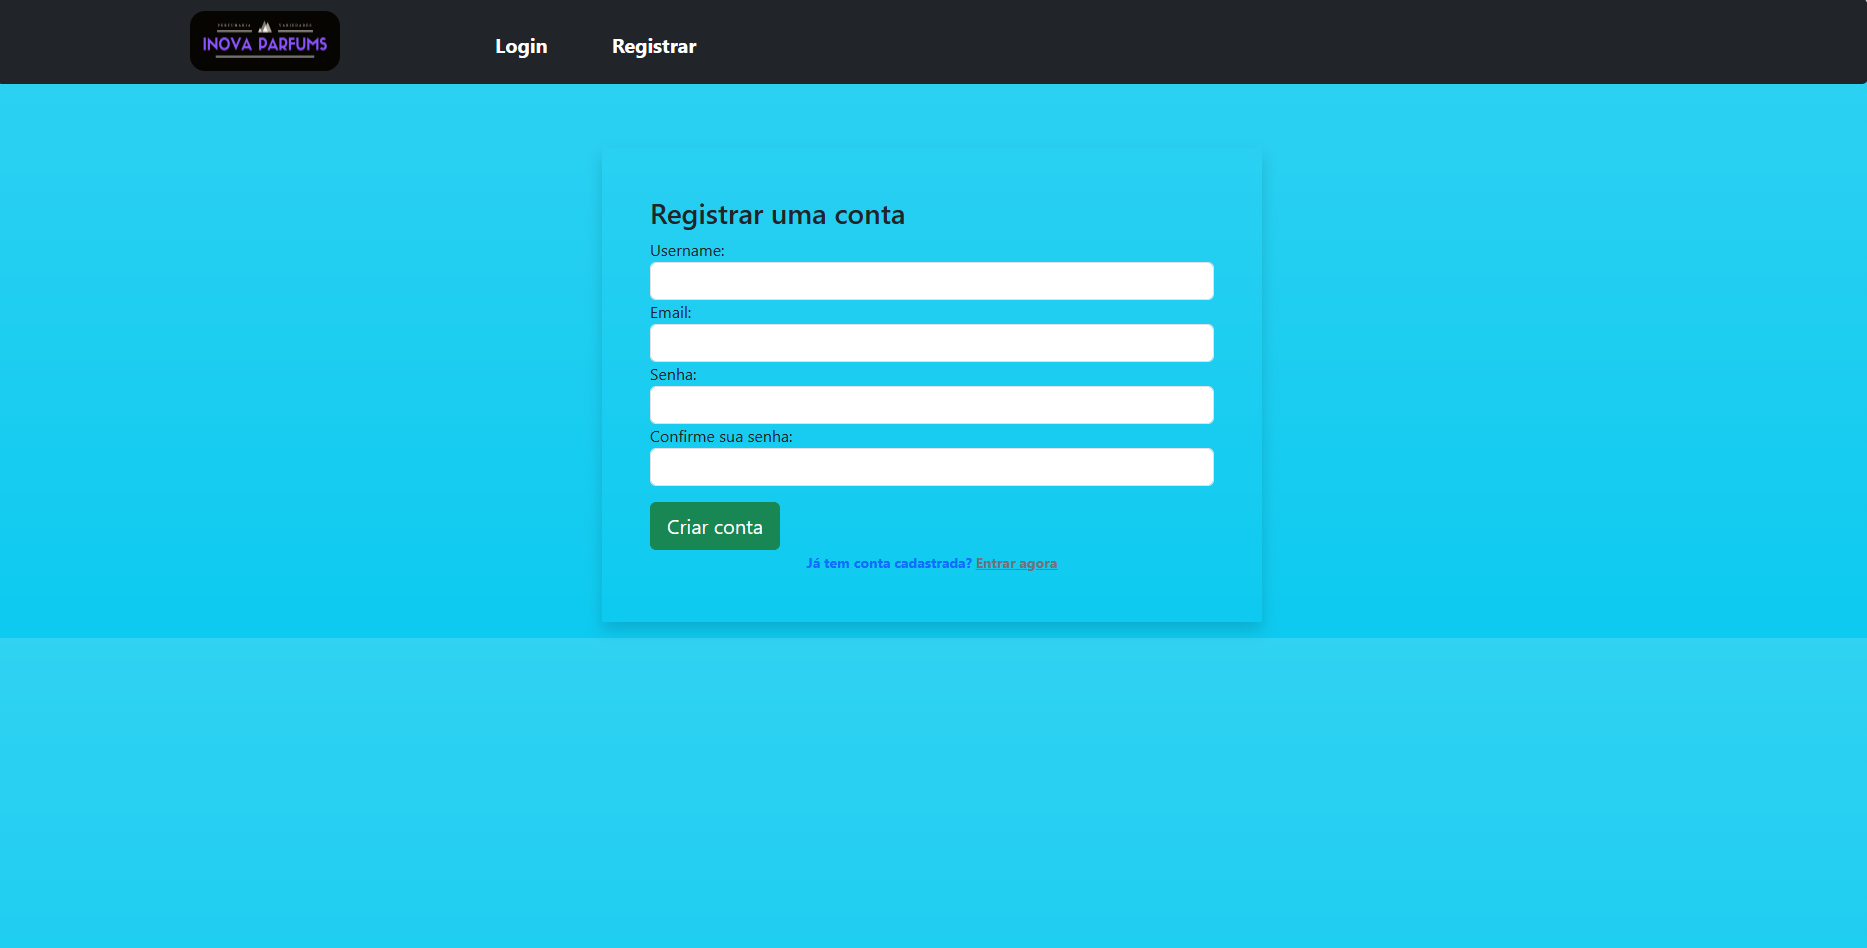 PERFUMARIA VARIEDADES
INOVA PARFUMS
Login Registrar
Registrar uma conta
Username:
Email:
Senha:
Confirme sua senha:
Criar conta
Já tem conta cadastrada? Entrar agora